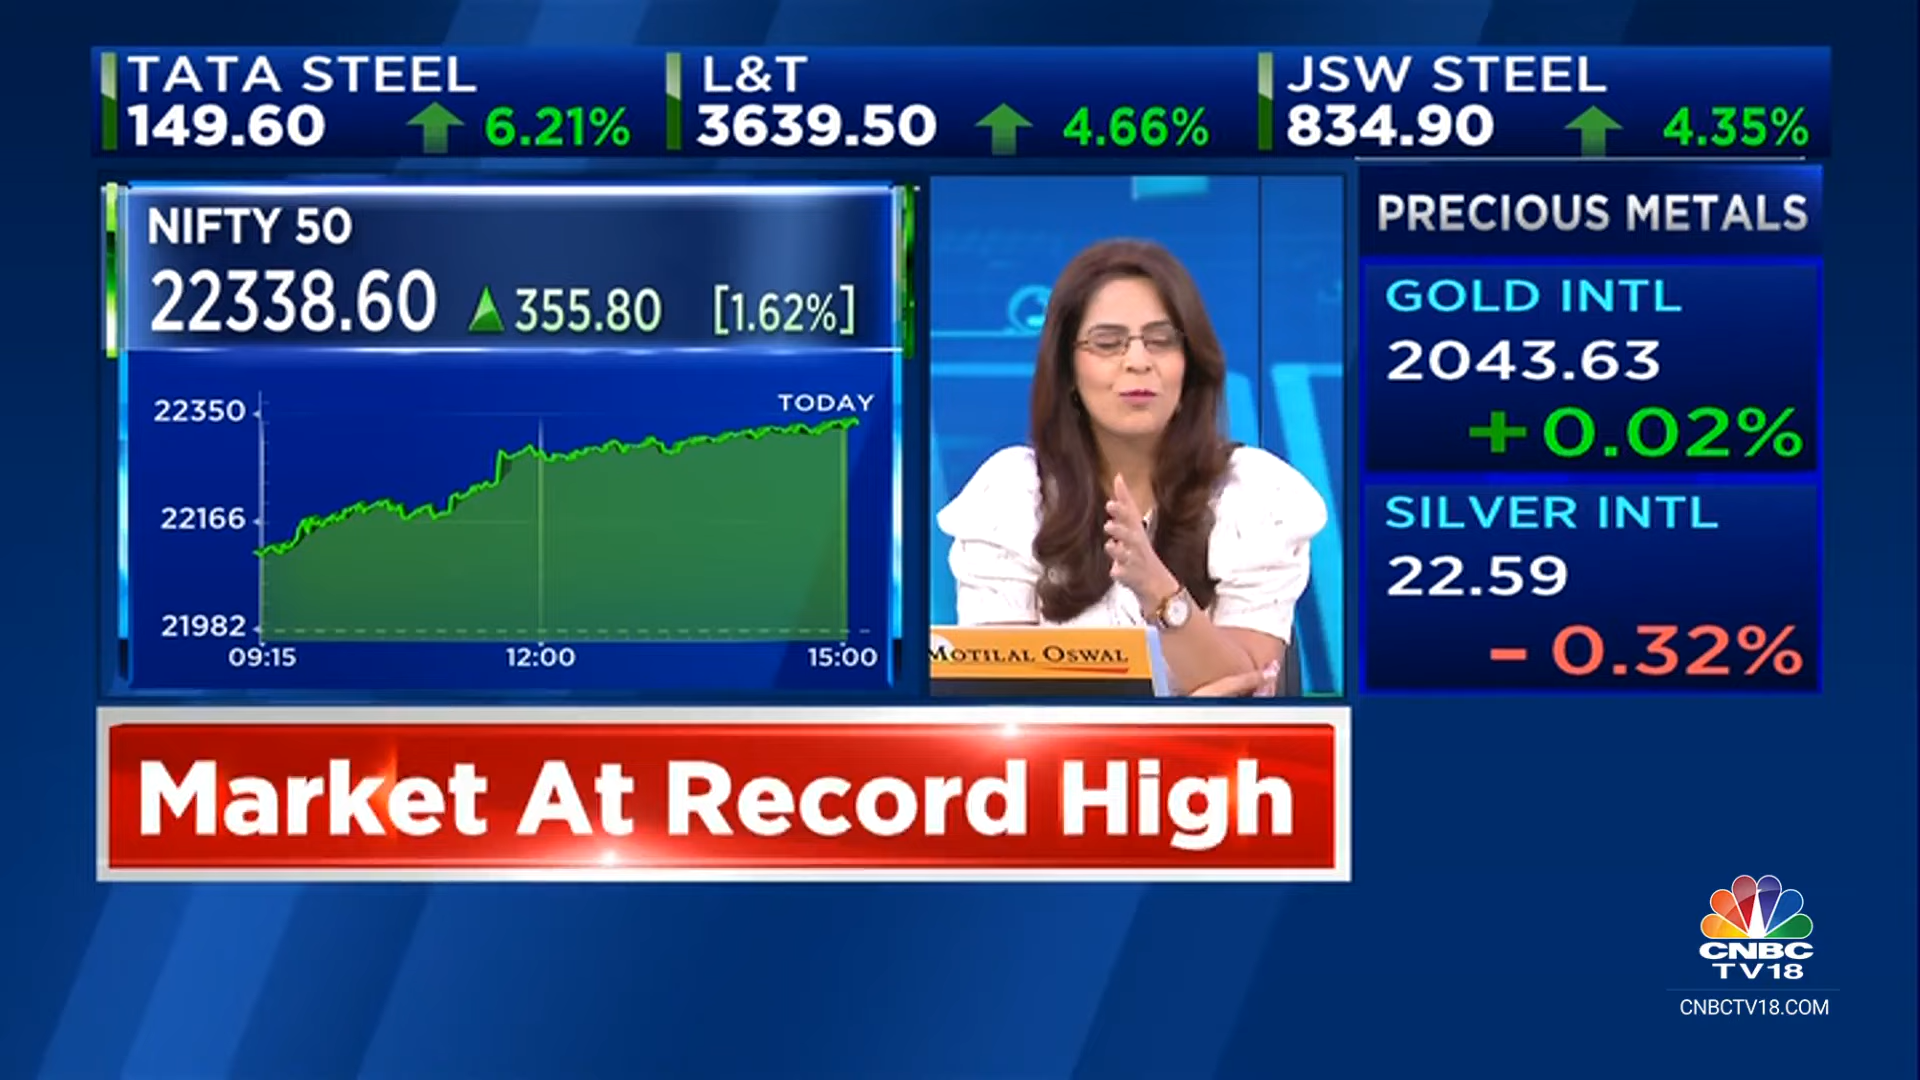 TATA STEEL
149.60 6.21%
L&T
3639.50 4.66%
JSW STEEL
834.90 4.35%
NIFTY 50
22338.60 355.80 [1.62%]
TODAY
22350
22166
21982
09:15 12:00 15:00
MOTILAL OSWAL
PRECIOUS METALS
GOLD INTL
2043.63
+0.02%
SILVER INTL
22.59
- 0.32%
Market At Record High
CNBC
TV18
CNBCTV18.COM